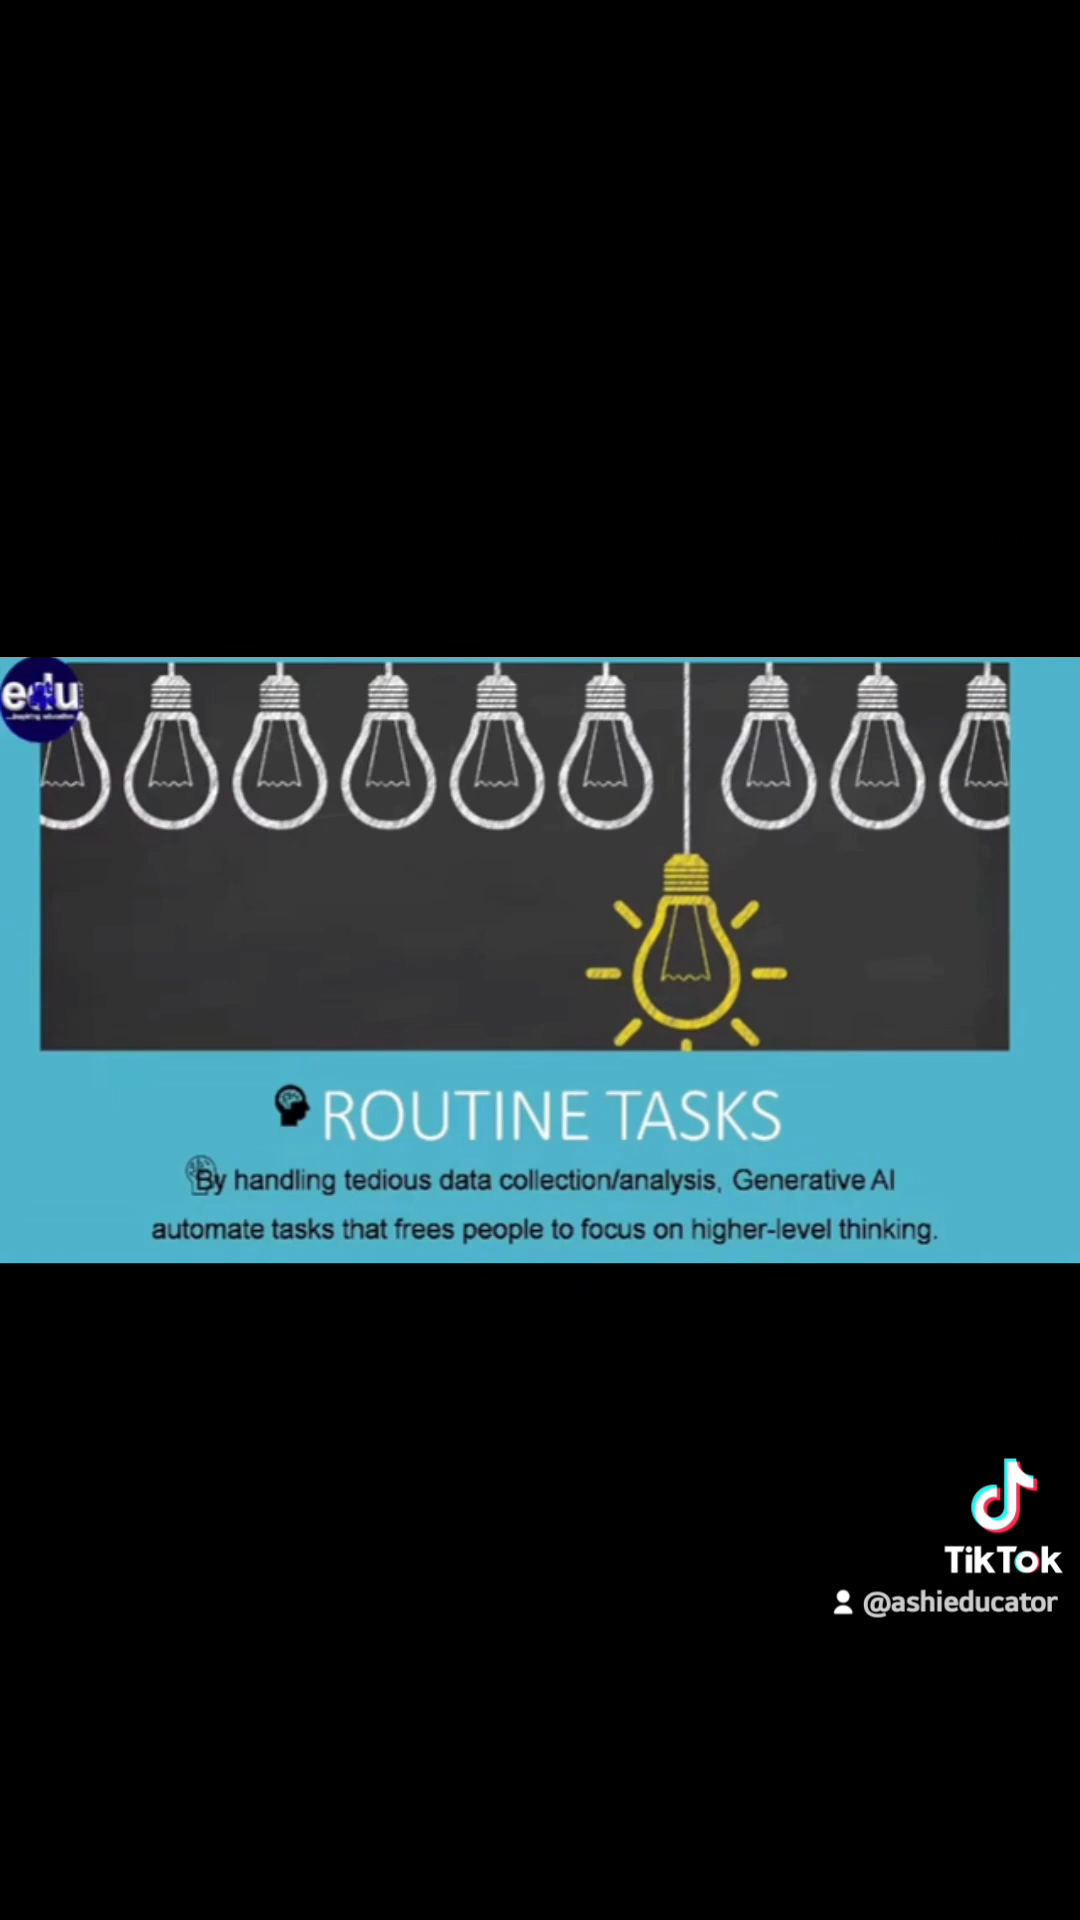 edu
ROUTINE TASKS
By handling tedious data collection/analysis, Generative AI
automate tasks that frees people to focus on higher-level thinking.
TikTok
@ashieducator